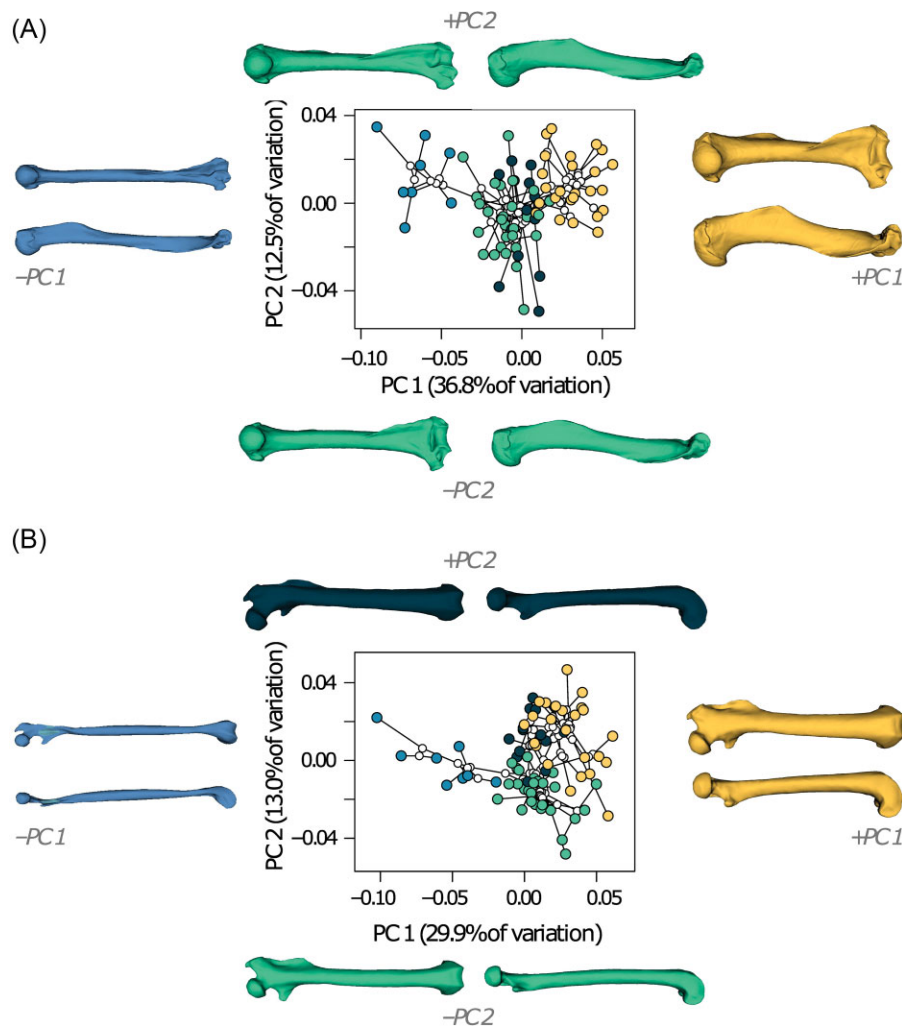 (A)
+PC2
0.04
0.00
−0.04
PC 2 (12.5%of variation)
−PC1
+PC1
−0.10
−0.05
0.00
0.05
PC 1 (36.8%of variation)
−PC2
(B)
+PC2
0.04
0.00
−0.04
PC 2 (13.0%of variation)
−PC1
+PC1
−0.10
−0.05
0.00
0.05
PC 1 (29.9%of variation)
−PC2